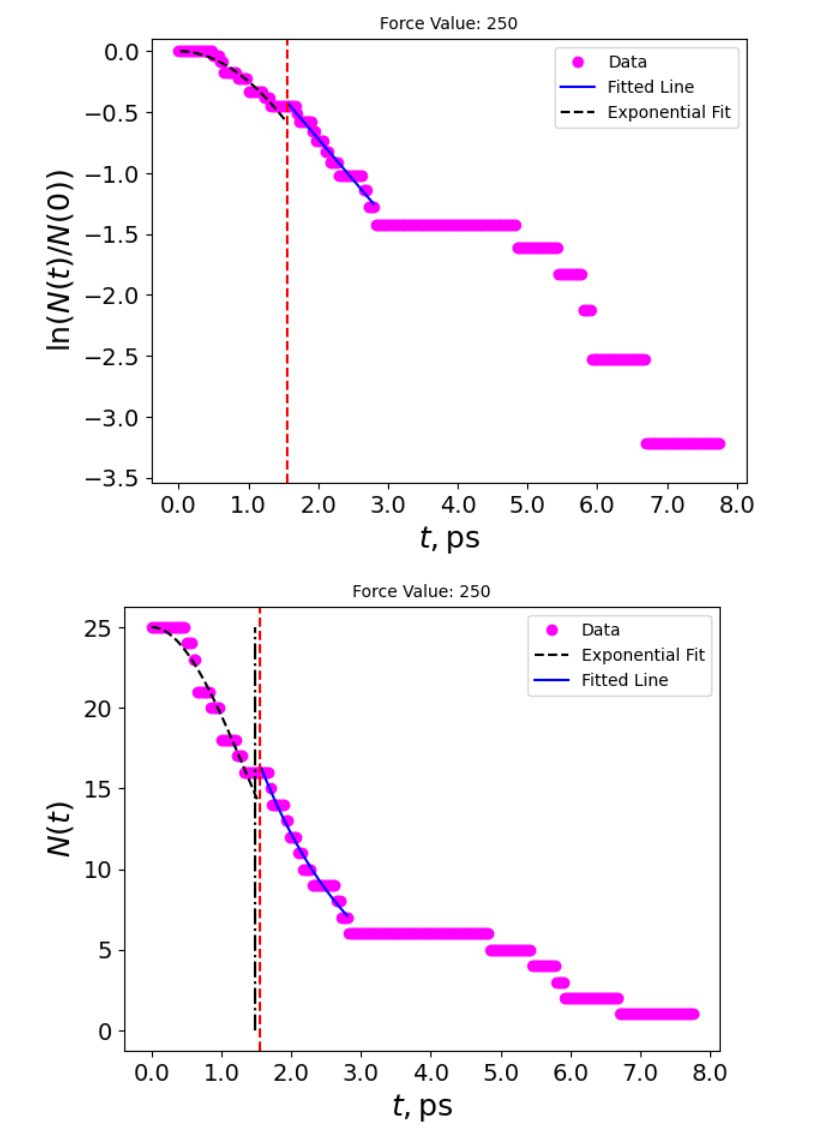 Force Value: 250
0.0
−0.5
−1.0
−1.5
−2.0
−2.5
−3.0
−3.5
ln(N(t)/N(0))
Data
Fitted Line
Exponential Fit
0.0 1.0 2.0 3.0 4.0 5.0 6.0 7.0 8.0
t, ps
Force Value: 250
25
20
15
10
5
0
N(t)
Data
Exponential Fit
Fitted Line
0.0 1.0 2.0 3.0 4.0 5.0 6.0 7.0 8.0
t, ps